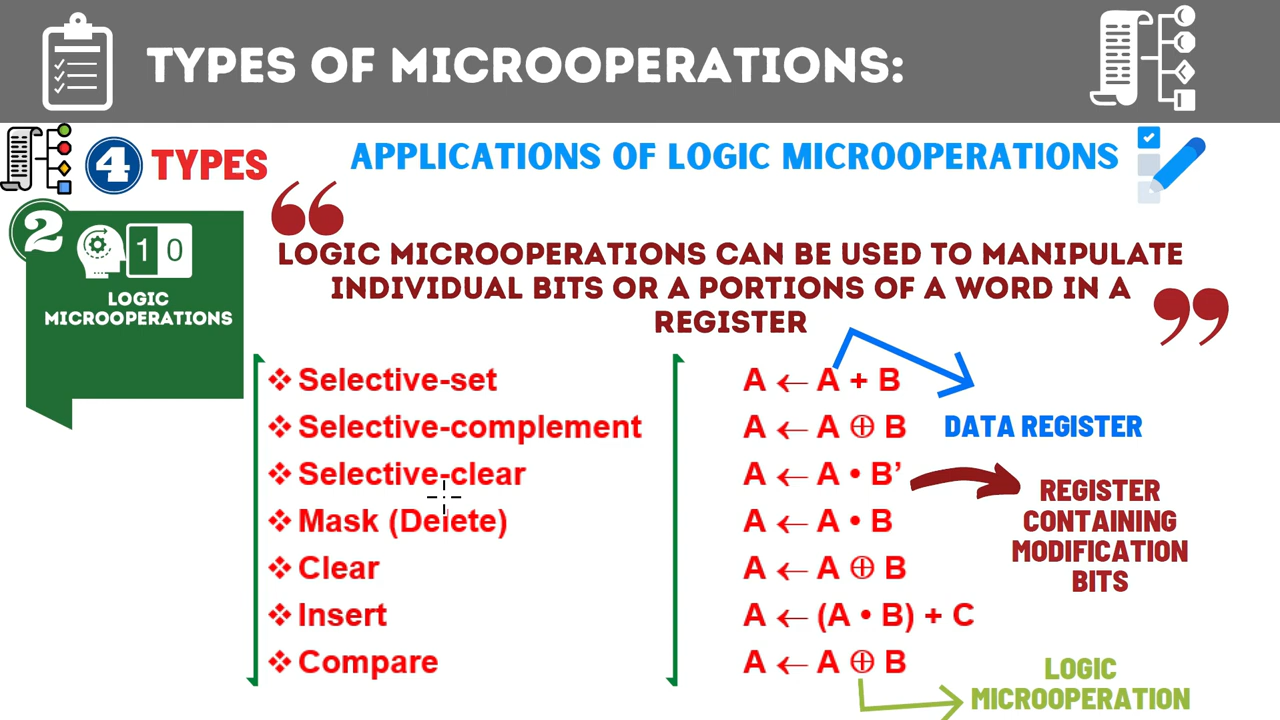 TYPES OF MICROOPERATIONS:
4 TYPES
APPLICATIONS OF LOGIC MICROOPERATIONS
2
1 0
LOGIC
MICROOPERATIONS
“
LOGIC MICROOPERATIONS CAN BE USED TO MANIPULATE
INDIVIDUAL BITS OR A PORTIONS OF A WORD IN A
REGISTER
”
❖ Selective-set A ← A + B
❖ Selective-complement A ← A ⊕ B
DATA REGISTER
❖ Selective-clear A ← A • B’
❖ Mask (Delete) A ← A • B
❖ Clear A ← A ⊕ B
❖ Insert A ← (A • B) + C
❖ Compare A ← A ⊕ B
REGISTER
CONTAINING
MODIFICATION
BITS
LOGIC
MICROOPERATION